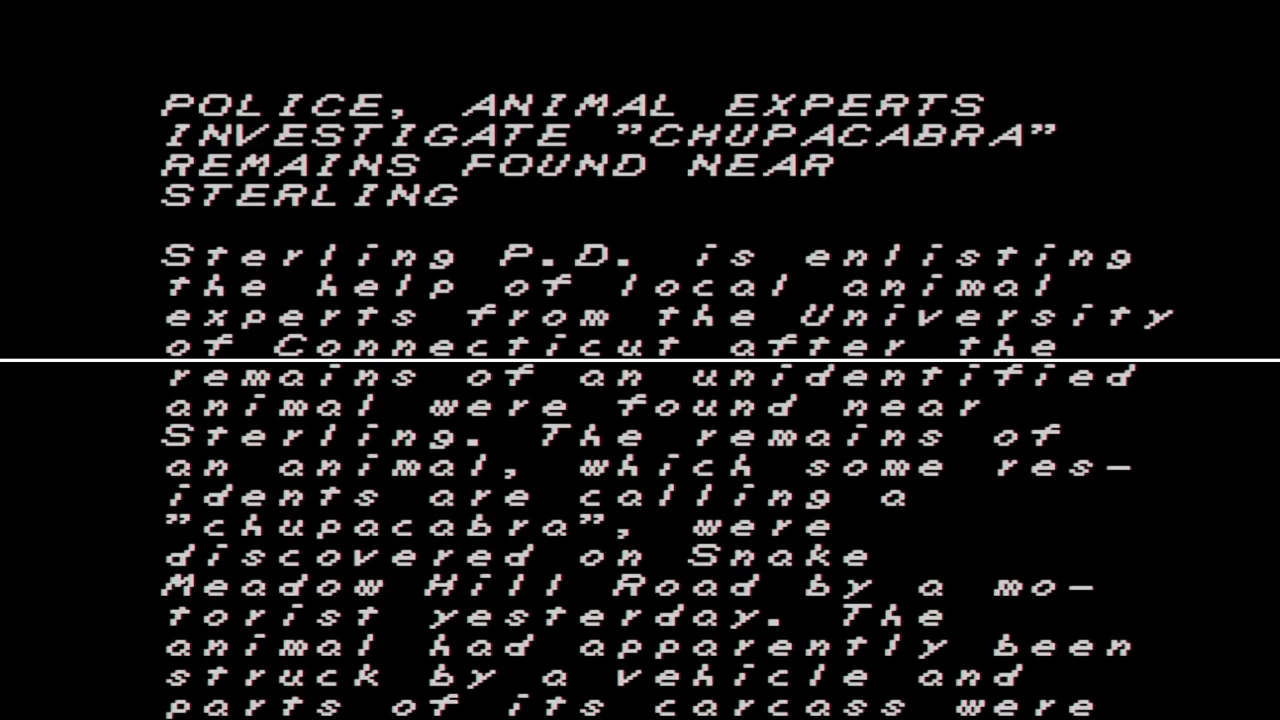 POLICE, ANIMAL EXPERTS
INVESTIGATE "CHUPACABRA"
REMAINS FOUND NEAR
STERLING
Sterling P.D. is enlisting
the help of local animal
experts from the University
of Connecticut after the
remains of an unidentified
animal were found near
Sterling. The remains of
an animal, which some res-
idents are calling a
"chupacabra", were
discovered on Snake
Meadow Hill Road by a mo-
torist yesterday. The
animal had apparently been
struck by a vehicle and
parts of its carcass were